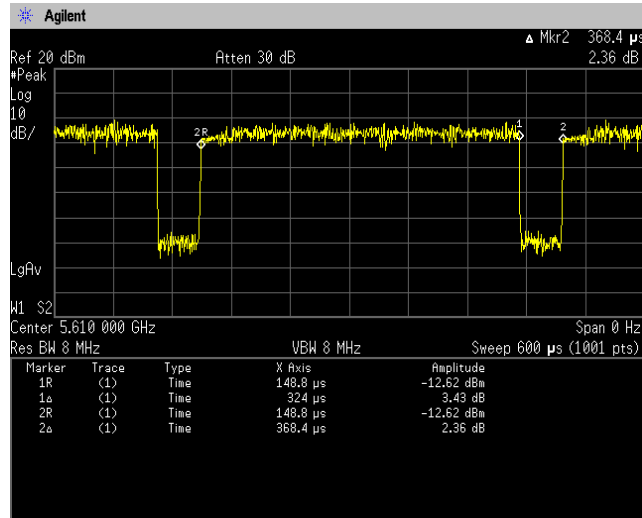 Agilent
Δ Mkr2 368.4 µs
Ref 20 dBm Atten 30 dB 2.36 dB
#Peak
Log
10
dB/
2R
1
2
LgAv
W1 S2
Center 5.610 000 GHz Span 0 Hz
Res BW 8 MHz VBW 8 MHz Sweep 600 µs (1001 pts)
Marker Trace Type X Axis Amplitude
1R (1) Time 148.8 µs -12.62 dBm
1Δ (1) Time 324 µs 3.43 dB
2R (1) Time 148.8 µs -12.62 dBm
2Δ (1) Time 368.4 µs 2.36 dB